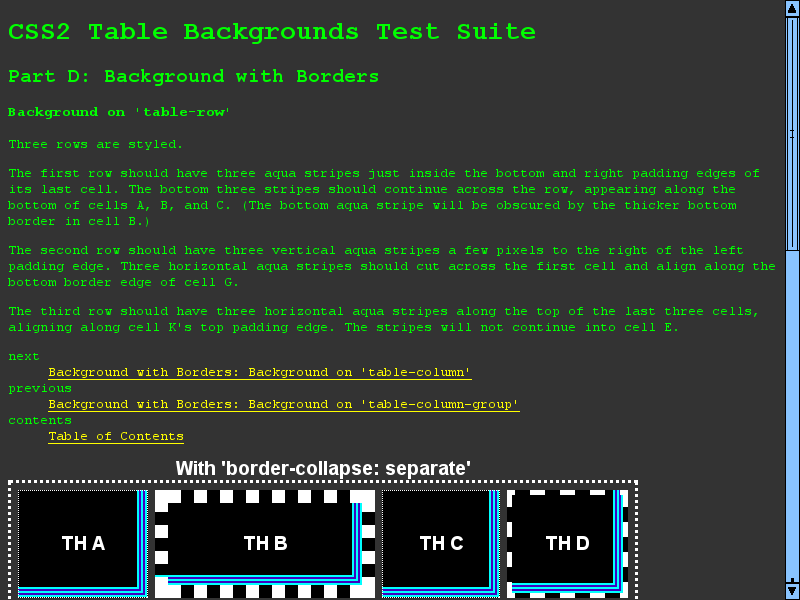 CSS2 Table Backgrounds Test Suite
Part D: Background with Borders
Background on 'table-row'
Three rows are styled.
The first row should have three aqua stripes just inside the bottom and right padding edges of
its last cell. The bottom three stripes should continue across the row, appearing along the
bottom of cells A, B, and C. (The bottom aqua stripe will be obscured by the thicker bottom
border in cell B.)
The second row should have three vertical aqua stripes a few pixels to the right of the left
padding edge. Three horizontal aqua stripes should cut across the first cell and align along the
bottom border edge of cell G.
The third row should have three horizontal aqua stripes along the top of the last three cells,
aligning along cell K's top padding edge. The stripes will not continue into cell E.
next
Background with Borders: Background on 'table-column'
previous
Background with Borders: Background on 'table-column-group'
contents
Table of Contents
With 'border-collapse: separate'
TH A TH B TH C TH D